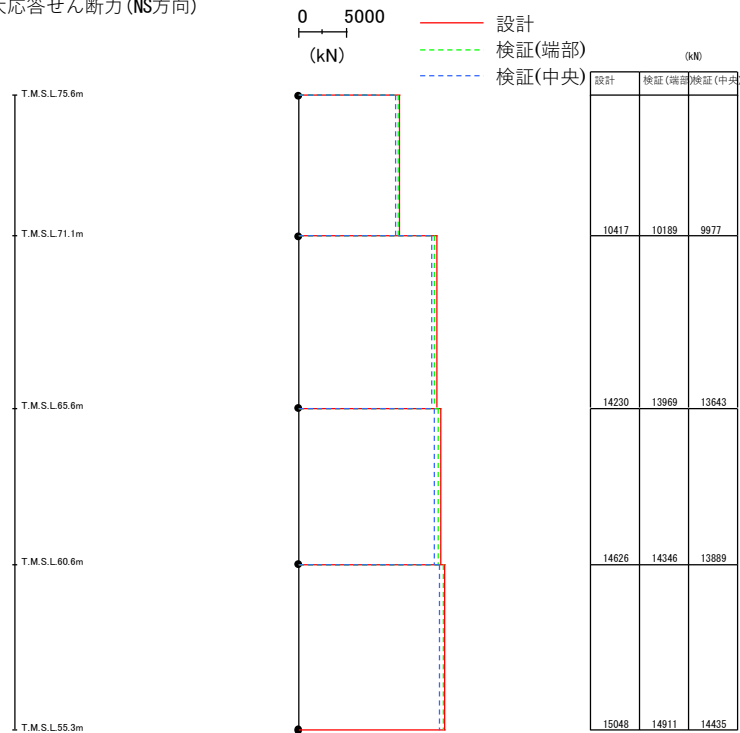 大応答せん断力(NS方向)
0 5000
(kN)
設計
検証(端部)
検証(中央)
(kN)
設計 検証(端部) 検証(中央)
T.M.S.L.75.6m
T.M.S.L.71.1m
10417 10189 9977
T.M.S.L.65.6m
14230 13969 13643
T.M.S.L.60.6m
14626 14346 13889
T.M.S.L.55.3m
15048 14911 14435